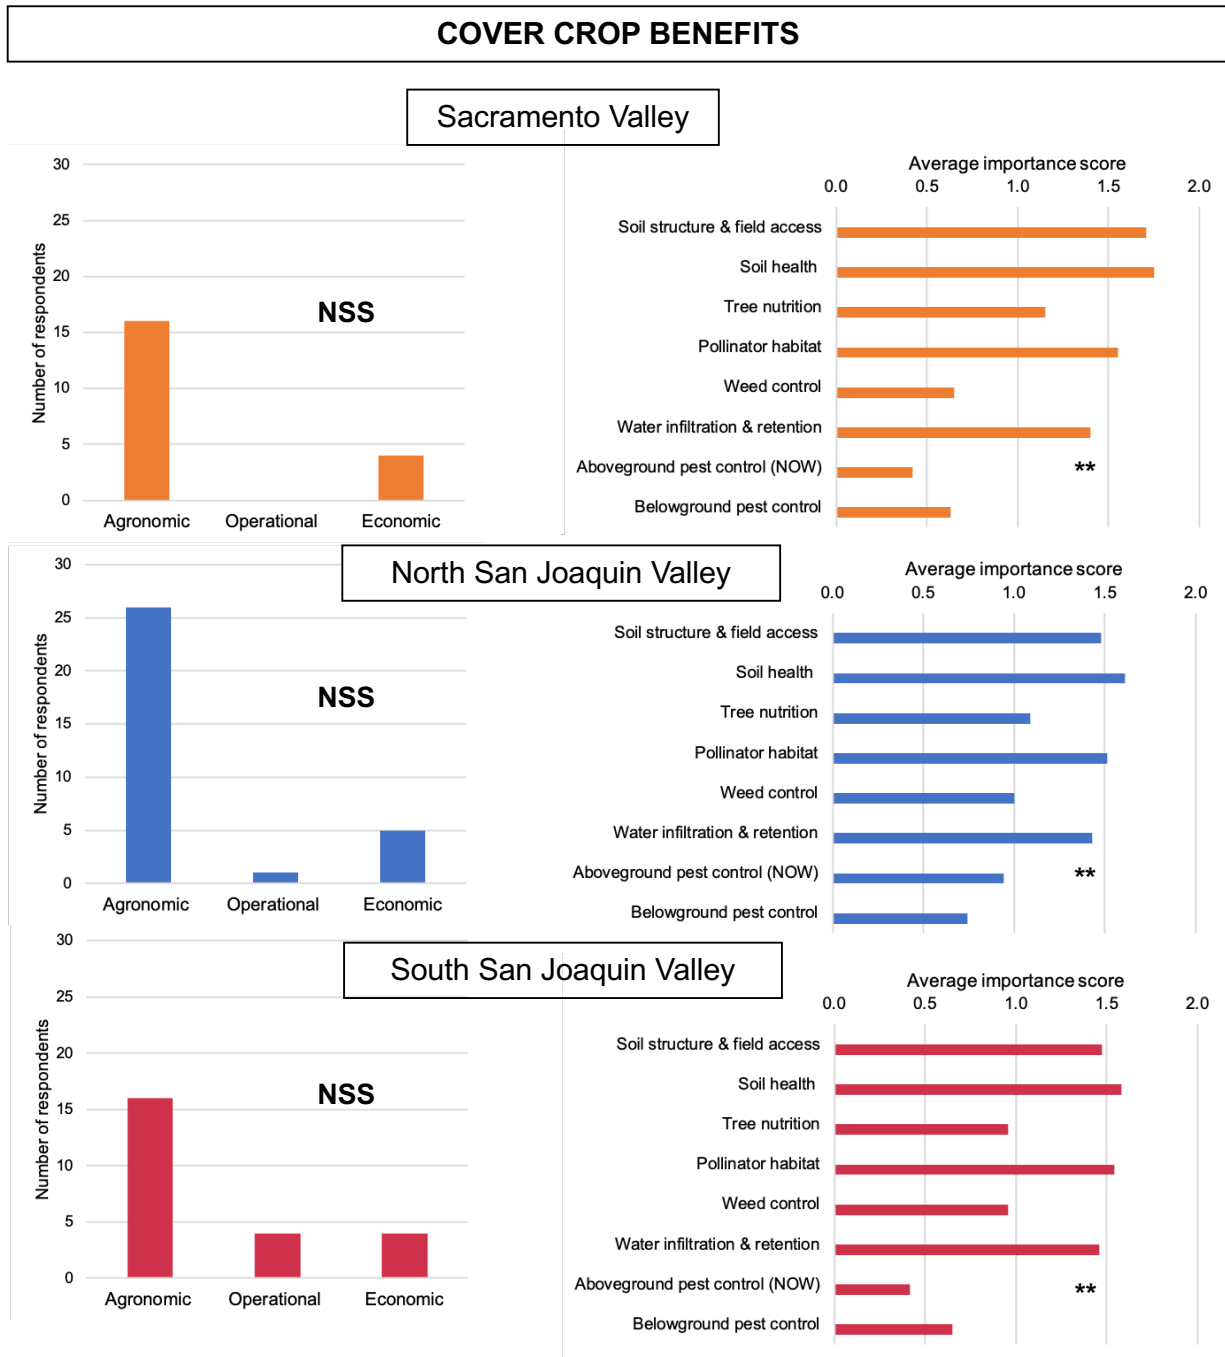 COVER CROP BENEFITS
Sacramento Valley
Number of respondents
30
25
20
15
10
5
0
NSS
Agronomic Operational Economic
Average importance score
0.0 0.5 1.0 1.5 2.0
Soil structure & field access
Soil health
Tree nutrition
Pollinator habitat
Weed control
Water infiltration & retention
Aboveground pest control (NOW) **
Belowground pest control
North San Joaquin Valley
Number of respondents
30
25
20
15
10
5
0
NSS
Agronomic Operational Economic
Average importance score
0.0 0.5 1.0 1.5 2.0
Soil structure & field access
Soil health
Tree nutrition
Pollinator habitat
Weed control
Water infiltration & retention
Aboveground pest control (NOW) **
Belowground pest control
South San Joaquin Valley
Number of respondents
30
25
20
15
10
5
0
NSS
Agronomic Operational Economic
Average importance score
0.0 0.5 1.0 1.5 2.0
Soil structure & field access
Soil health
Tree nutrition
Pollinator habitat
Weed control
Water infiltration & retention
Aboveground pest control (NOW) **
Belowground pest control